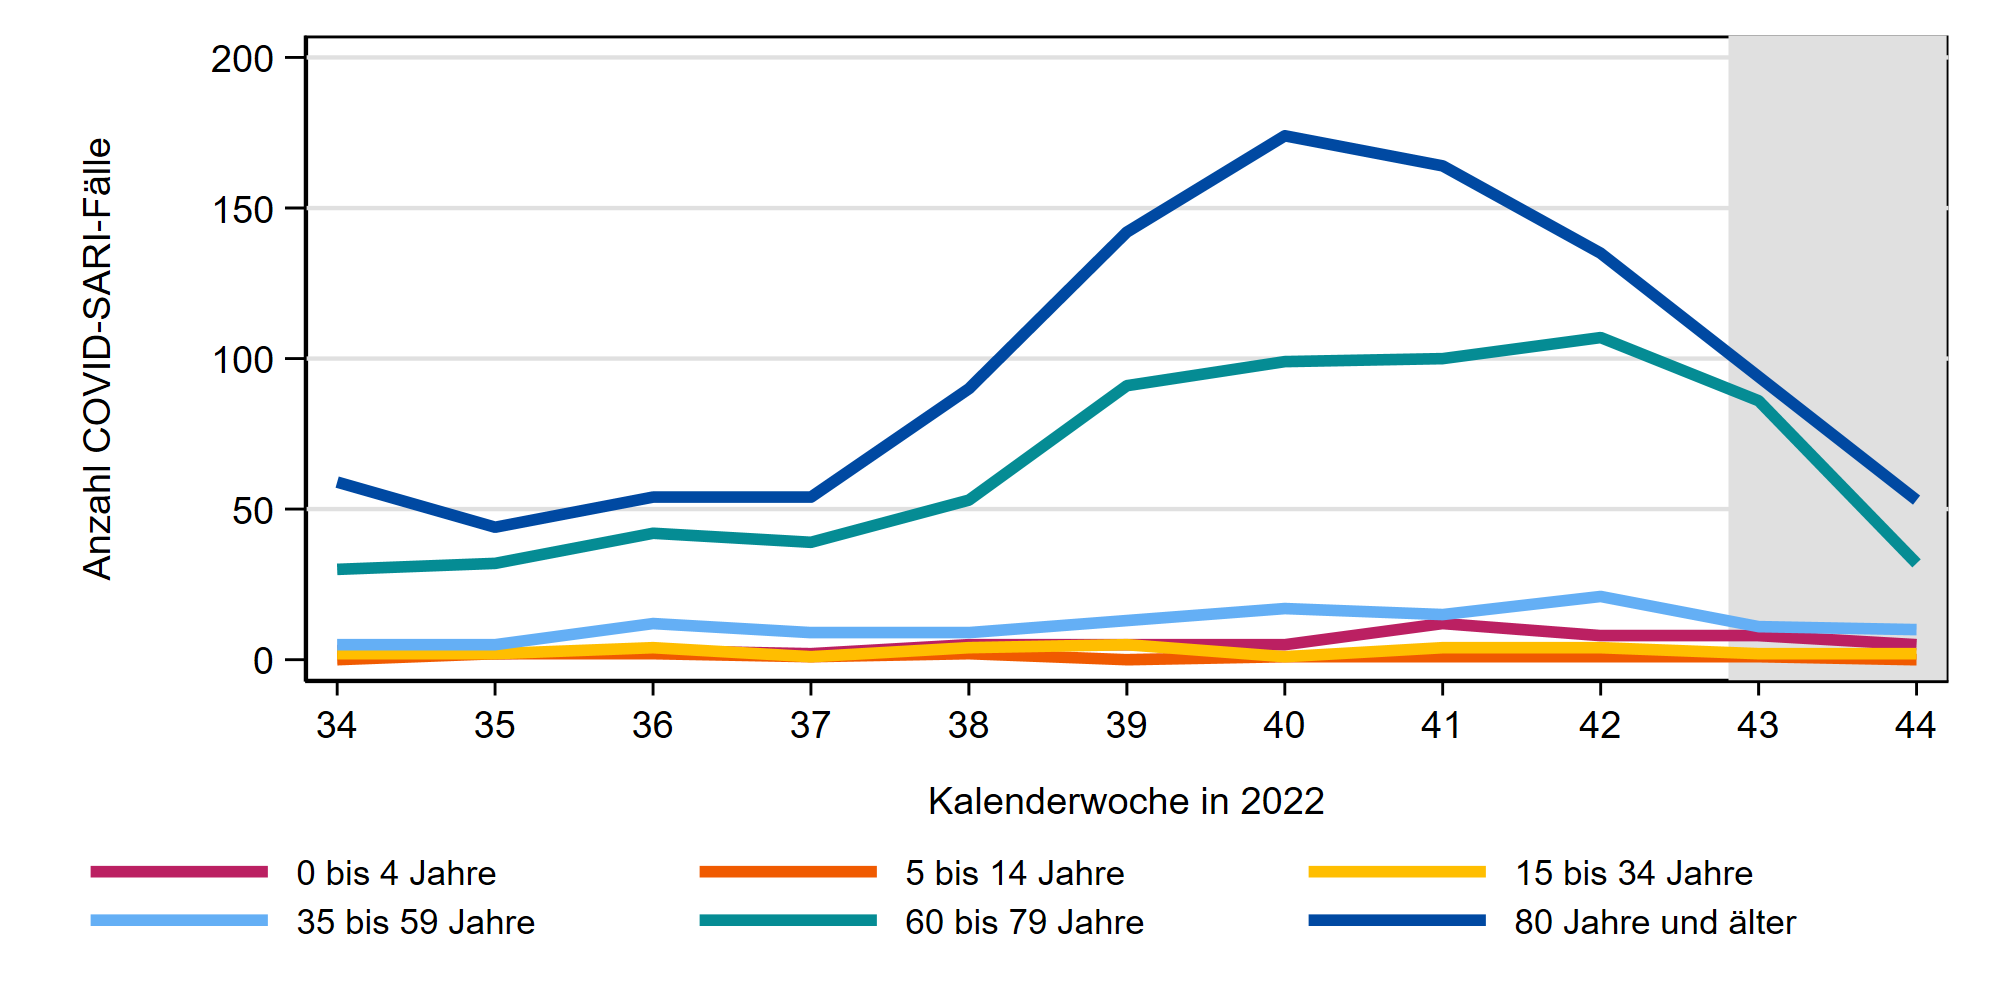 Anzahl COVID-SARI-Fälle
200
150
100
50
0
34 35 36 37 38 39 40 41 42 43 44
Kalenderwoche in 2022
0 bis 4 Jahre 5 bis 14 Jahre 15 bis 34 Jahre
35 bis 59 Jahre 60 bis 79 Jahre 80 Jahre und älter